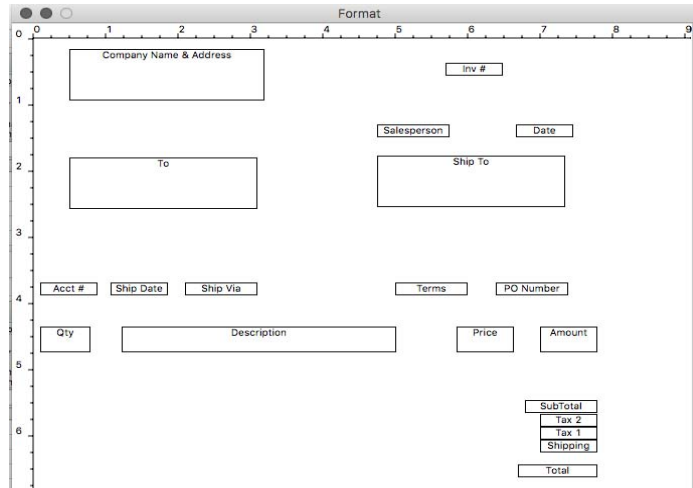 Format
0 1 2 3 4 5 6 7 8 9
0
Company Name & Address
Inv #
1
Salesperson Date
2
To
Ship To
3
Acct # Ship Date Ship Via Terms PO Number
4
Qty Description Price Amount
5
SubTotal
Tax 2
6
Tax 1
Shipping
Total